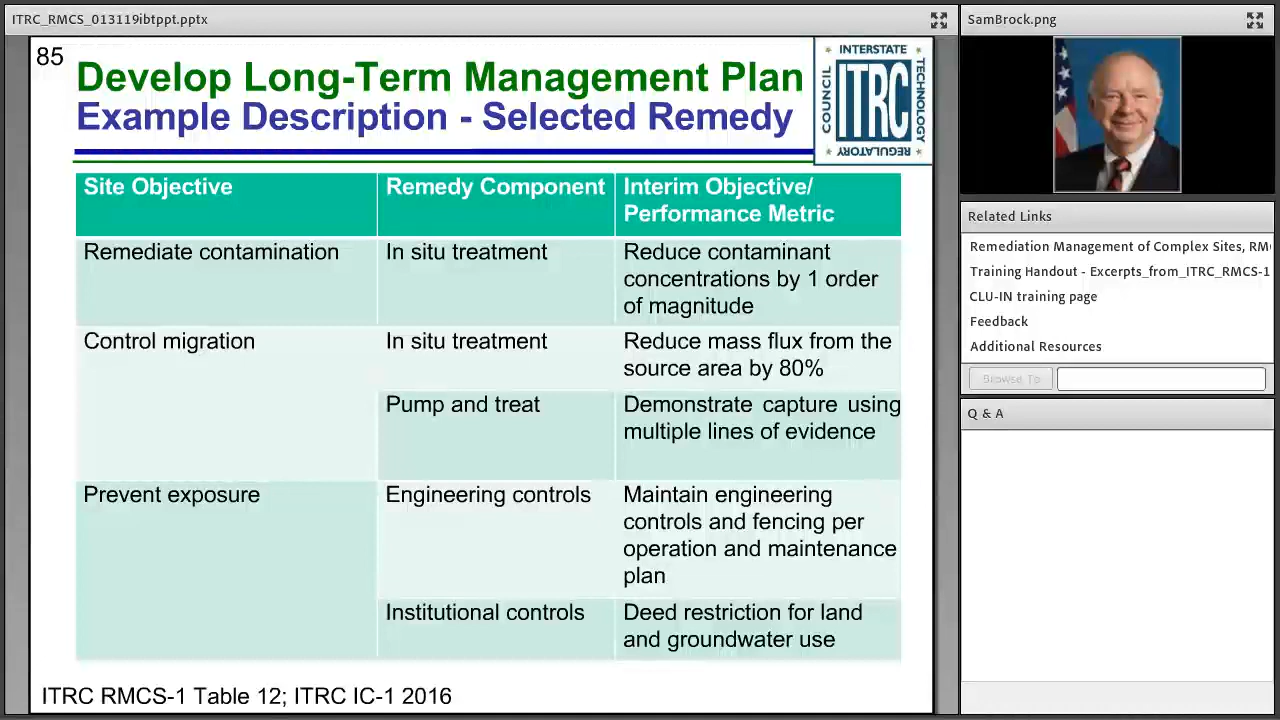 ITRC_RMCS_013119ibtppt.pptx
85
Develop Long-Term Management Plan
Example Description - Selected Remedy
INTERSTATE
COUNCIL
ITRC
TECHNOLOGY
REGULATORY
Site Objective
Remedy Component
Interim Objective/
Performance Metric
Remediate contamination
In situ treatment
Reduce contaminant
concentrations by 1 order
of magnitude
Control migration
In situ treatment
Reduce mass flux from the
source area by 80%
Pump and treat
Demonstrate capture using
multiple lines of evidence
Prevent exposure
Engineering controls
Maintain engineering
controls and fencing per
operation and maintenance
plan
Institutional controls
Deed restriction for land
and groundwater use
ITRC RMCS-1 Table 12; ITRC IC-1 2016
SamBrock.png
Related Links
Remediation Management of Complex Sites, RM
Training Handout - Excerpts_from_ITRC_RMCS-1
CLU-IN training page
Feedback
Additional Resources
Browse To
Q & A